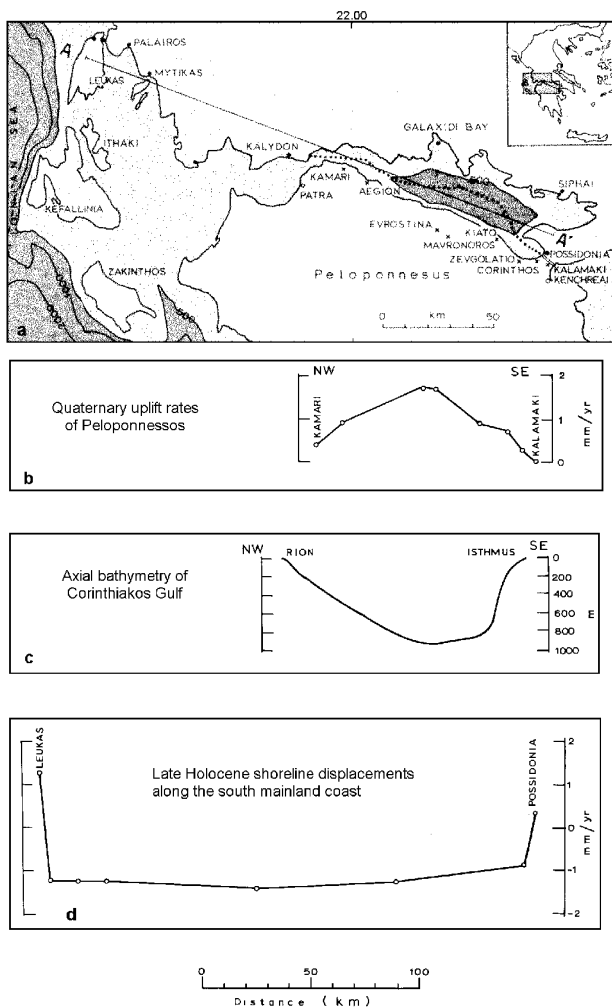 22.00
PALAIROS
A
LEUKAS
MYTIKAS
GALAXIDI BAY
KALYDON
ITHAKI
SIPHAI
KAMARI
AEGION
PATRA
KEFALLINIA
A'
EVROSTINA
KIATO
POSSIDONIA
MAVRONOROS
ZEVGOLATIO
KALAMAKI
ZAKINTHOS
Peloponnesus
CORINTHOS
KENCHREAI
km
0 50
a
NW SE
Quaternary uplift rates
of Peloponnessos
KAMARI
KALAMAKI
2
1
0
mm/yr
b
NW RION ISTHMUS SE
Axial bathymetry of
Corinthiakos Gulf
0
200
400
600
800
1000
E
c
LEUKAS
POSSIDONIA
Late Holocene shoreline displacements
along the south mainland coast
2
1
0
-1
-2
mm/yr
d
0 50 100
Distance (km)